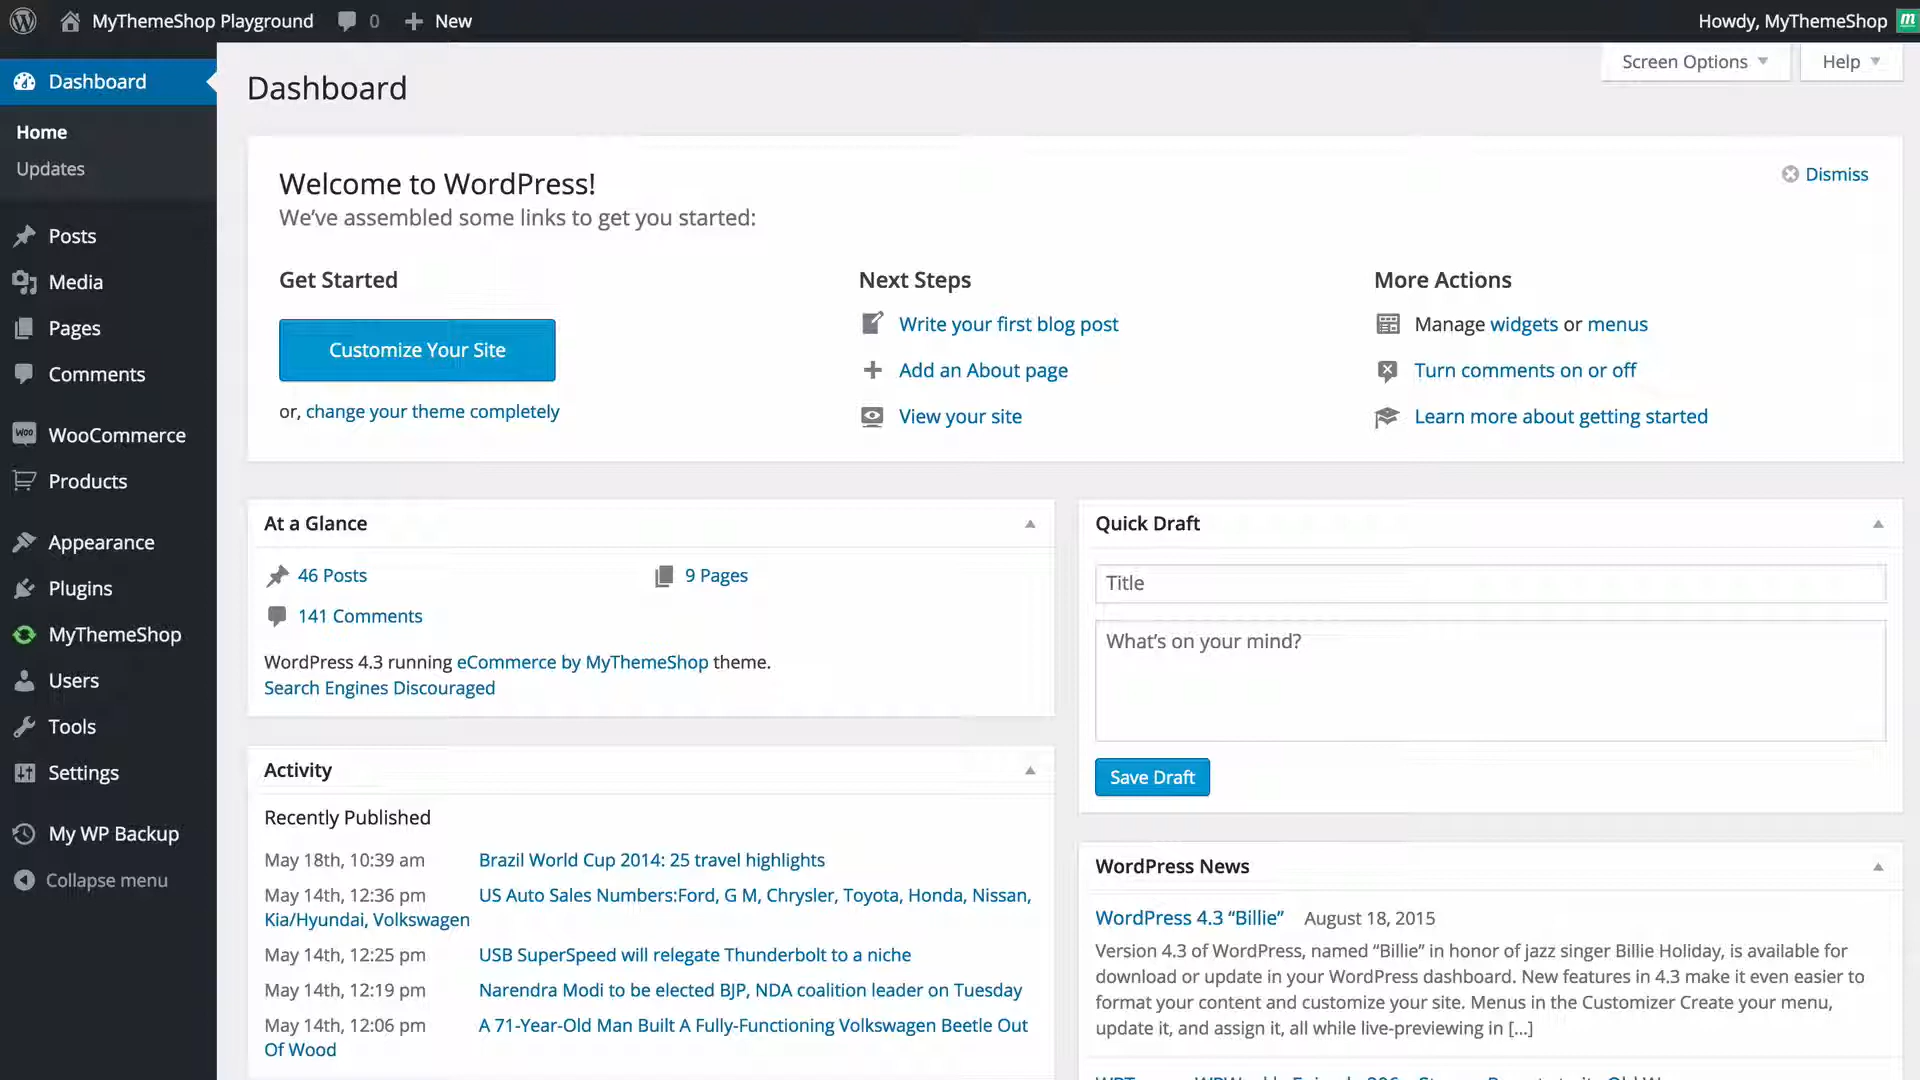 MyThemeShop Playground 0 New Howdy, MyThemeShop m
Screen Options Help
Dashboard
Home
Updates
Posts
Media
Pages
Comments
WooCommerce
Products
Appearance
Plugins
MyThemeShop
Users
Tools
Settings
My WP Backup
Collapse menu
Dashboard
Welcome to WordPress! Dismiss
We've assembled some links to get you started:
Get Started
Customize Your Site
or, change your theme completely
Next Steps
Write your first blog post
Add an About page
View your site
More Actions
Manage widgets or menus
Turn comments on or off
Learn more about getting started
At a Glance
46 Posts 9 Pages
141 Comments
WordPress 4.3 running eCommerce by MyThemeShop theme.
Search Engines Discouraged
Activity
Recently Published
May 18th, 10:39 am Brazil World Cup 2014: 25 travel highlights
May 14th, 12:36 pm US Auto Sales Numbers:Ford, G M, Chrysler, Toyota, Honda, Nissan,
Kia/Hyundai, Volkswagen
May 14th, 12:25 pm USB SuperSpeed will relegate Thunderbolt to a niche
May 14th, 12:19 pm Narendra Modi to be elected BJP, NDA coalition leader on Tuesday
May 14th, 12:06 pm A 71-Year-Old Man Built A Fully-Functioning Volkswagen Beetle Out
Of Wood
Quick Draft
Title
What's on your mind?
Save Draft
WordPress News
WordPress 4.3 “Billie” August 18, 2015
Version 4.3 of WordPress, named “Billie” in honor of jazz singer Billie Holiday, is available for
download or update in your WordPress dashboard. New features in 4.3 make it even easier to
format your content and customize your site. Menus in the Customizer Create your menu,
update it, and assign it, all while live-previewing in [...]